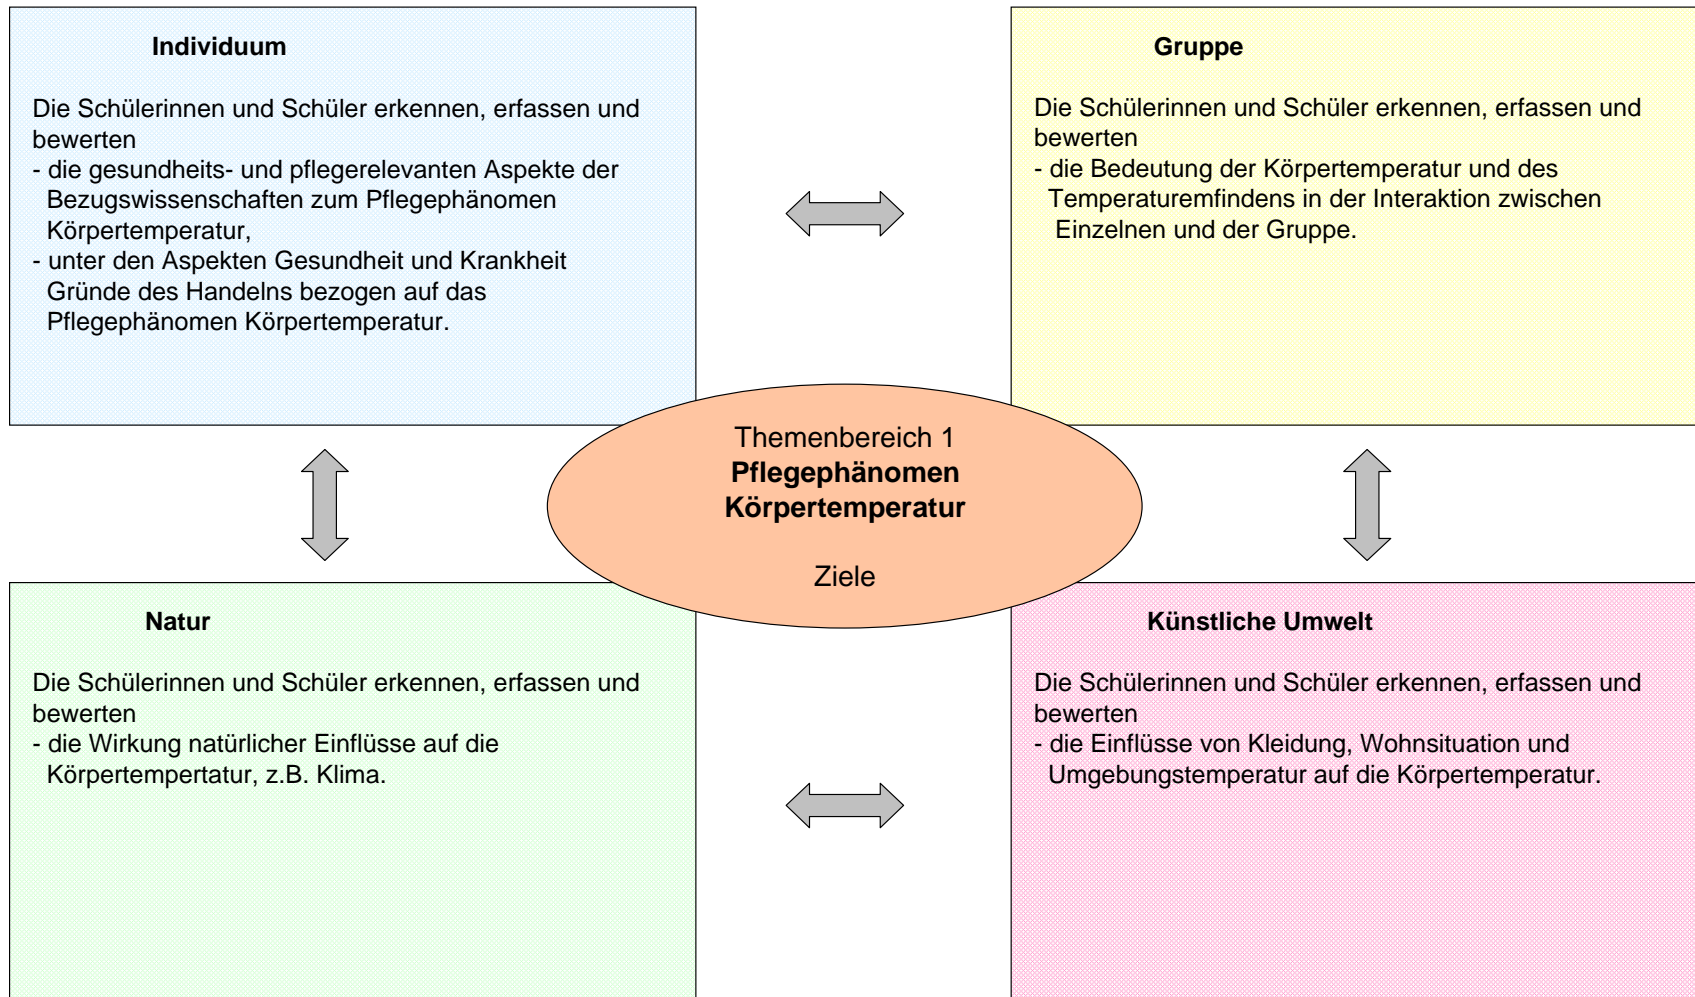 Individuum
Die Schülerinnen und Schüler erkennen, erfassen und
bewerten
- die gesundheits- und pflegerelevanten Aspekte der
Bezugswissenschaften zum Pflegephänomen
Körpertemperatur,
- unter den Aspekten Gesundheit und Krankheit
Gründe des Handelns bezogen auf das
Pflegephänomen Körpertemperatur.
Gruppe
Die Schülerinnen und Schüler erkennen, erfassen und
bewerten
- die Bedeutung der Körpertemperatur und des
Temperaturemfindens in der Interaktion zwischen
Einzelnen und der Gruppe.
Themenbereich 1
Pflegephänomen
Körpertemperatur
Ziele
Natur
Die Schülerinnen und Schüler erkennen, erfassen und
bewerten
- die Wirkung natürlicher Einflüsse auf die
Körpertempertatur, z.B. Klima.
Künstliche Umwelt
Die Schülerinnen und Schüler erkennen, erfassen und
bewerten
- die Einflüsse von Kleidung, Wohnsituation und
Umgebungstemperatur auf die Körpertemperatur.